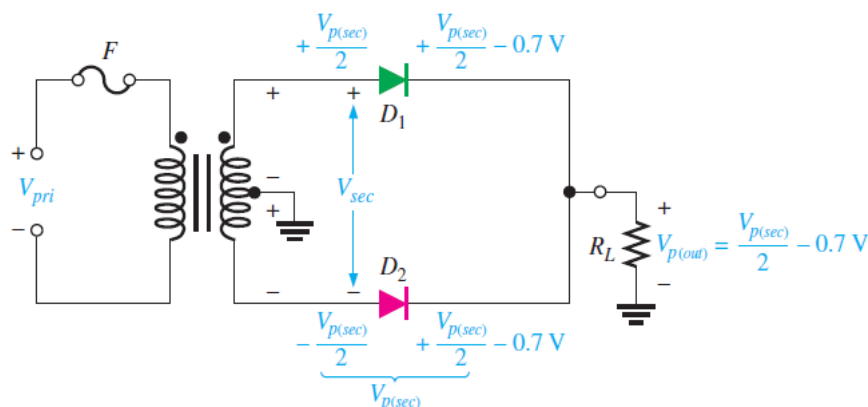 + V_p(sec)/2 + V_p(sec)/2 − 0.7 V
F
+ + D₁
+
V_pri
−
−
+
V_sec
+
R_L V_p(out) = V_p(sec)/2 − 0.7 V
−
D₂
− −
− V_p(sec)/2 + V_p(sec)/2 − 0.7 V
V_p(sec)